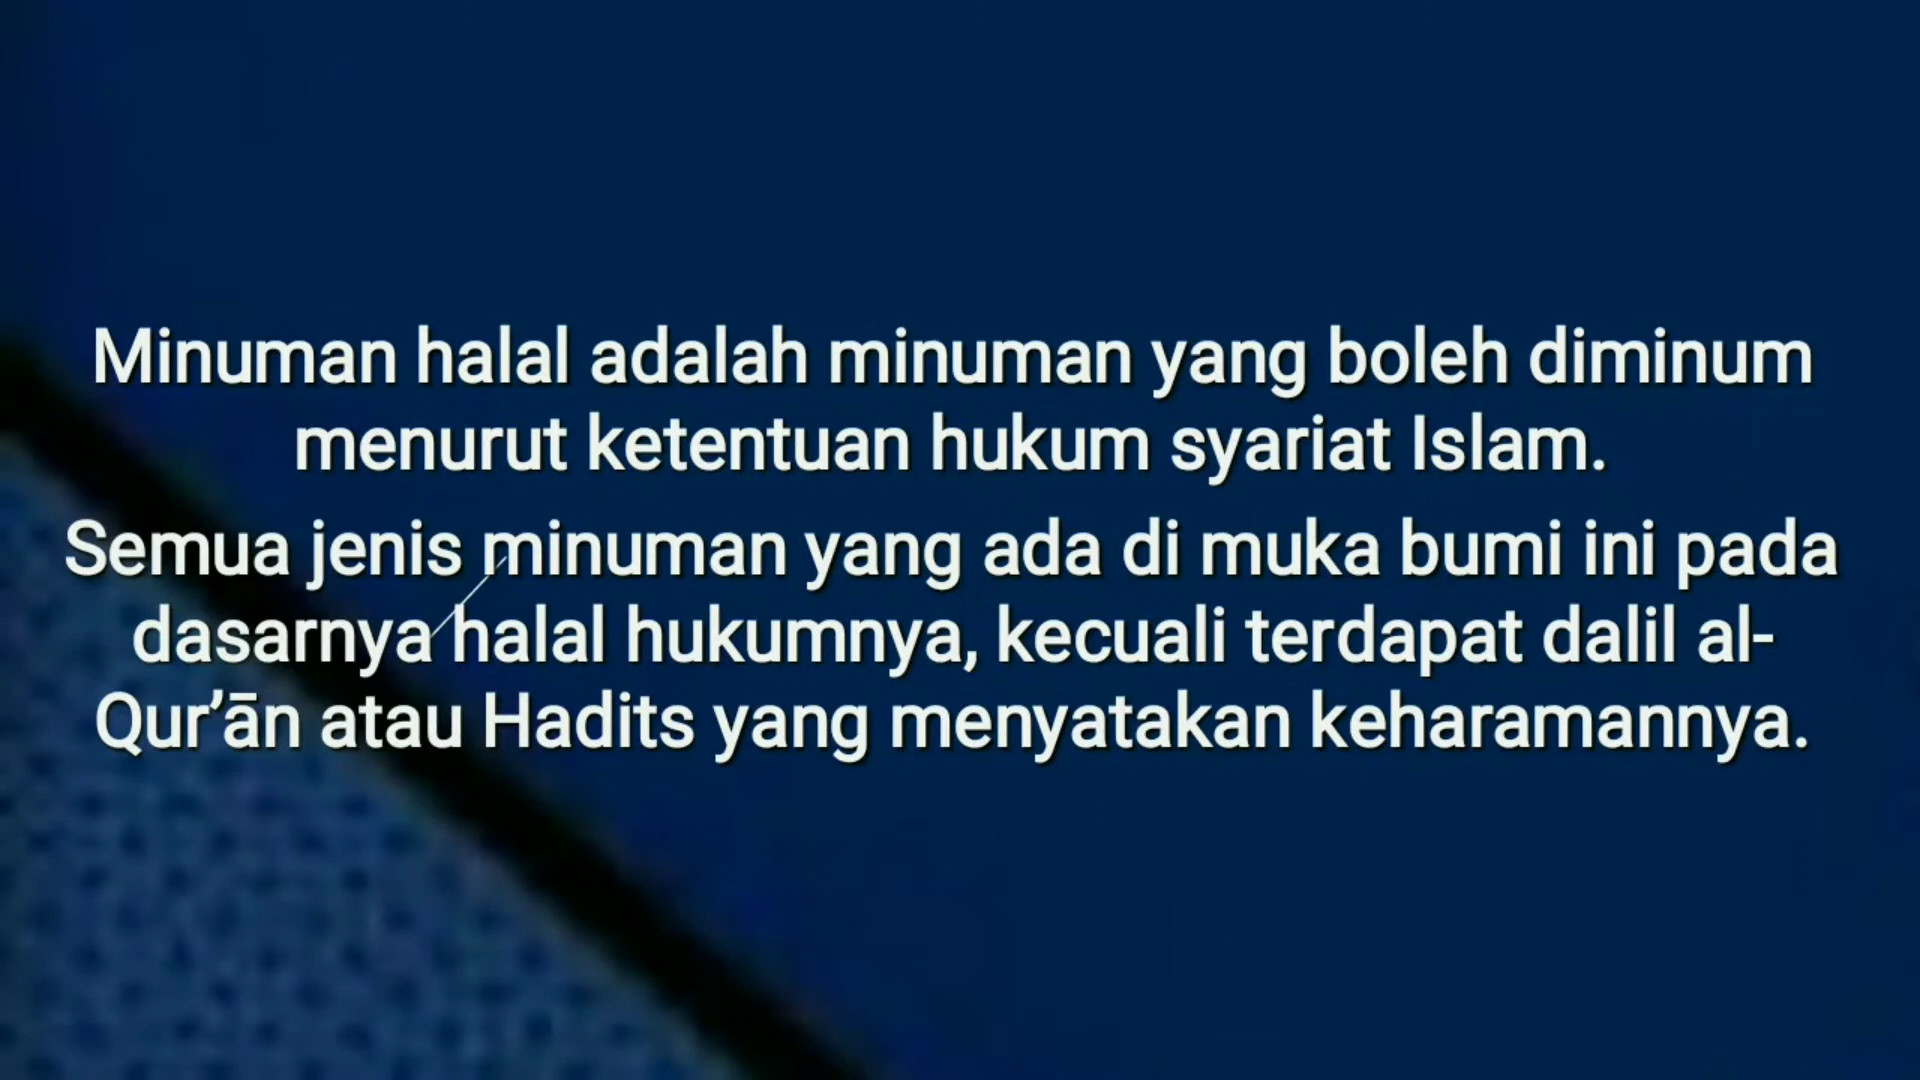 Minuman halal adalah minuman yang boleh diminum
menurut ketentuan hukum syariat Islam.
Semua jenis minuman yang ada di muka bumi ini pada
dasarnya halal hukumnya, kecuali terdapat dalil al-
Qur’ān atau Hadits yang menyatakan keharamannya.